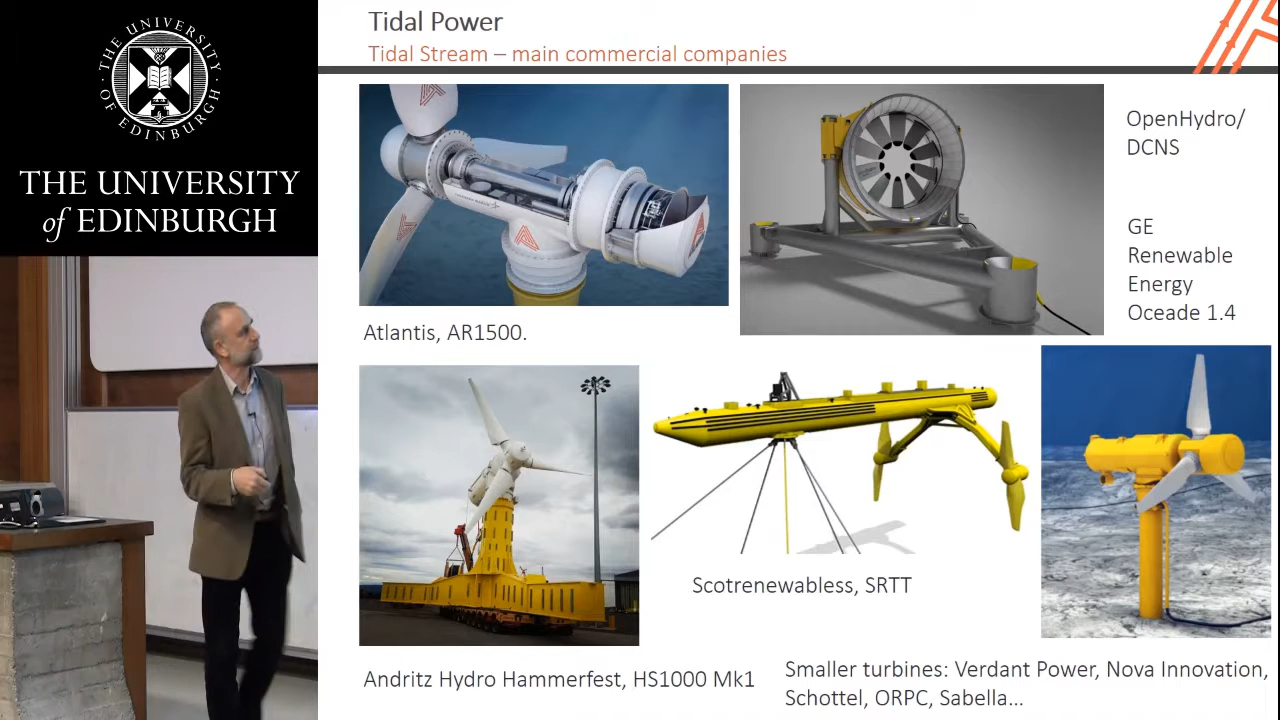 THE UNIVERSITY
OF EDINBURGH
THE UNIVERSITY
of EDINBURGH
Tidal Power
Tidal Stream – main commercial companies
OpenHydro/
DCNS
GE
Renewable
Energy
Oceade 1.4
Atlantis, AR1500.
Scotrenewabless, SRTT
Andritz Hydro Hammerfest, HS1000 Mk1
Smaller turbines: Verdant Power, Nova Innovation,
Schottel, ORPC, Sabella...